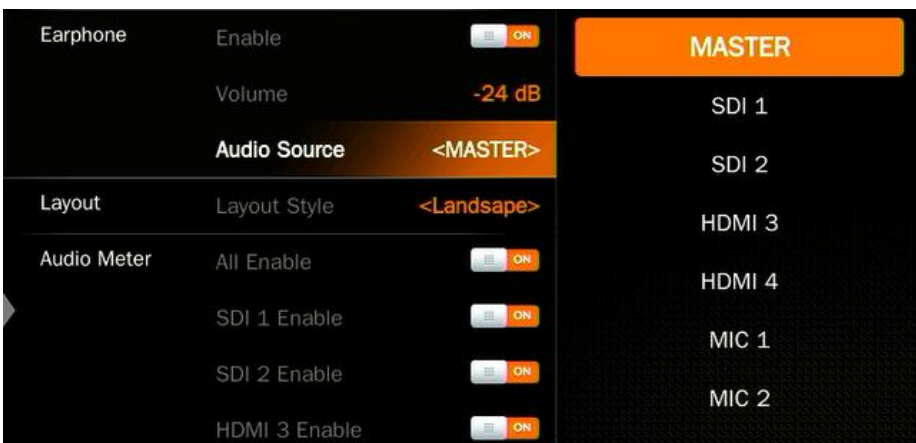 Earphone Enable ON
Volume -24 dB
Audio Source <MASTER>
Layout Layout Style <Landsape>
Audio Meter All Enable ON
SDI 1 Enable ON
SDI 2 Enable ON
HDMI 3 Enable ON
MASTER
SDI 1
SDI 2
HDMI 3
HDMI 4
MIC 1
MIC 2